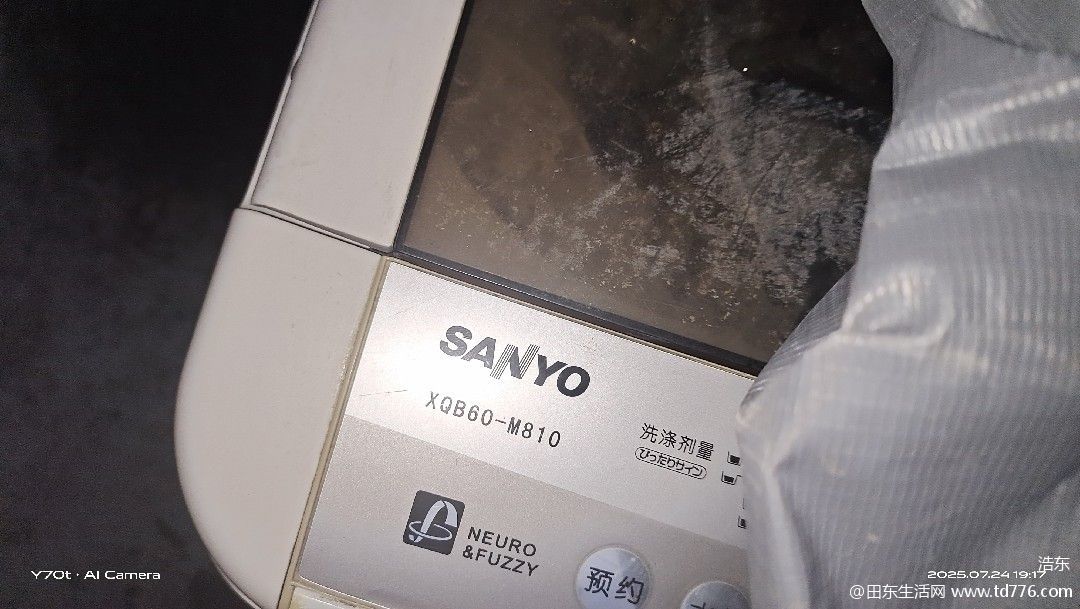 SANYO
XQB60-M810
洗涤剂量
ぴったりサイン
NEURO
&FUZZY
预约
Y70t · AI Camera
浩东
2025.07.24 19:17
@田东生活网 www.td776.com